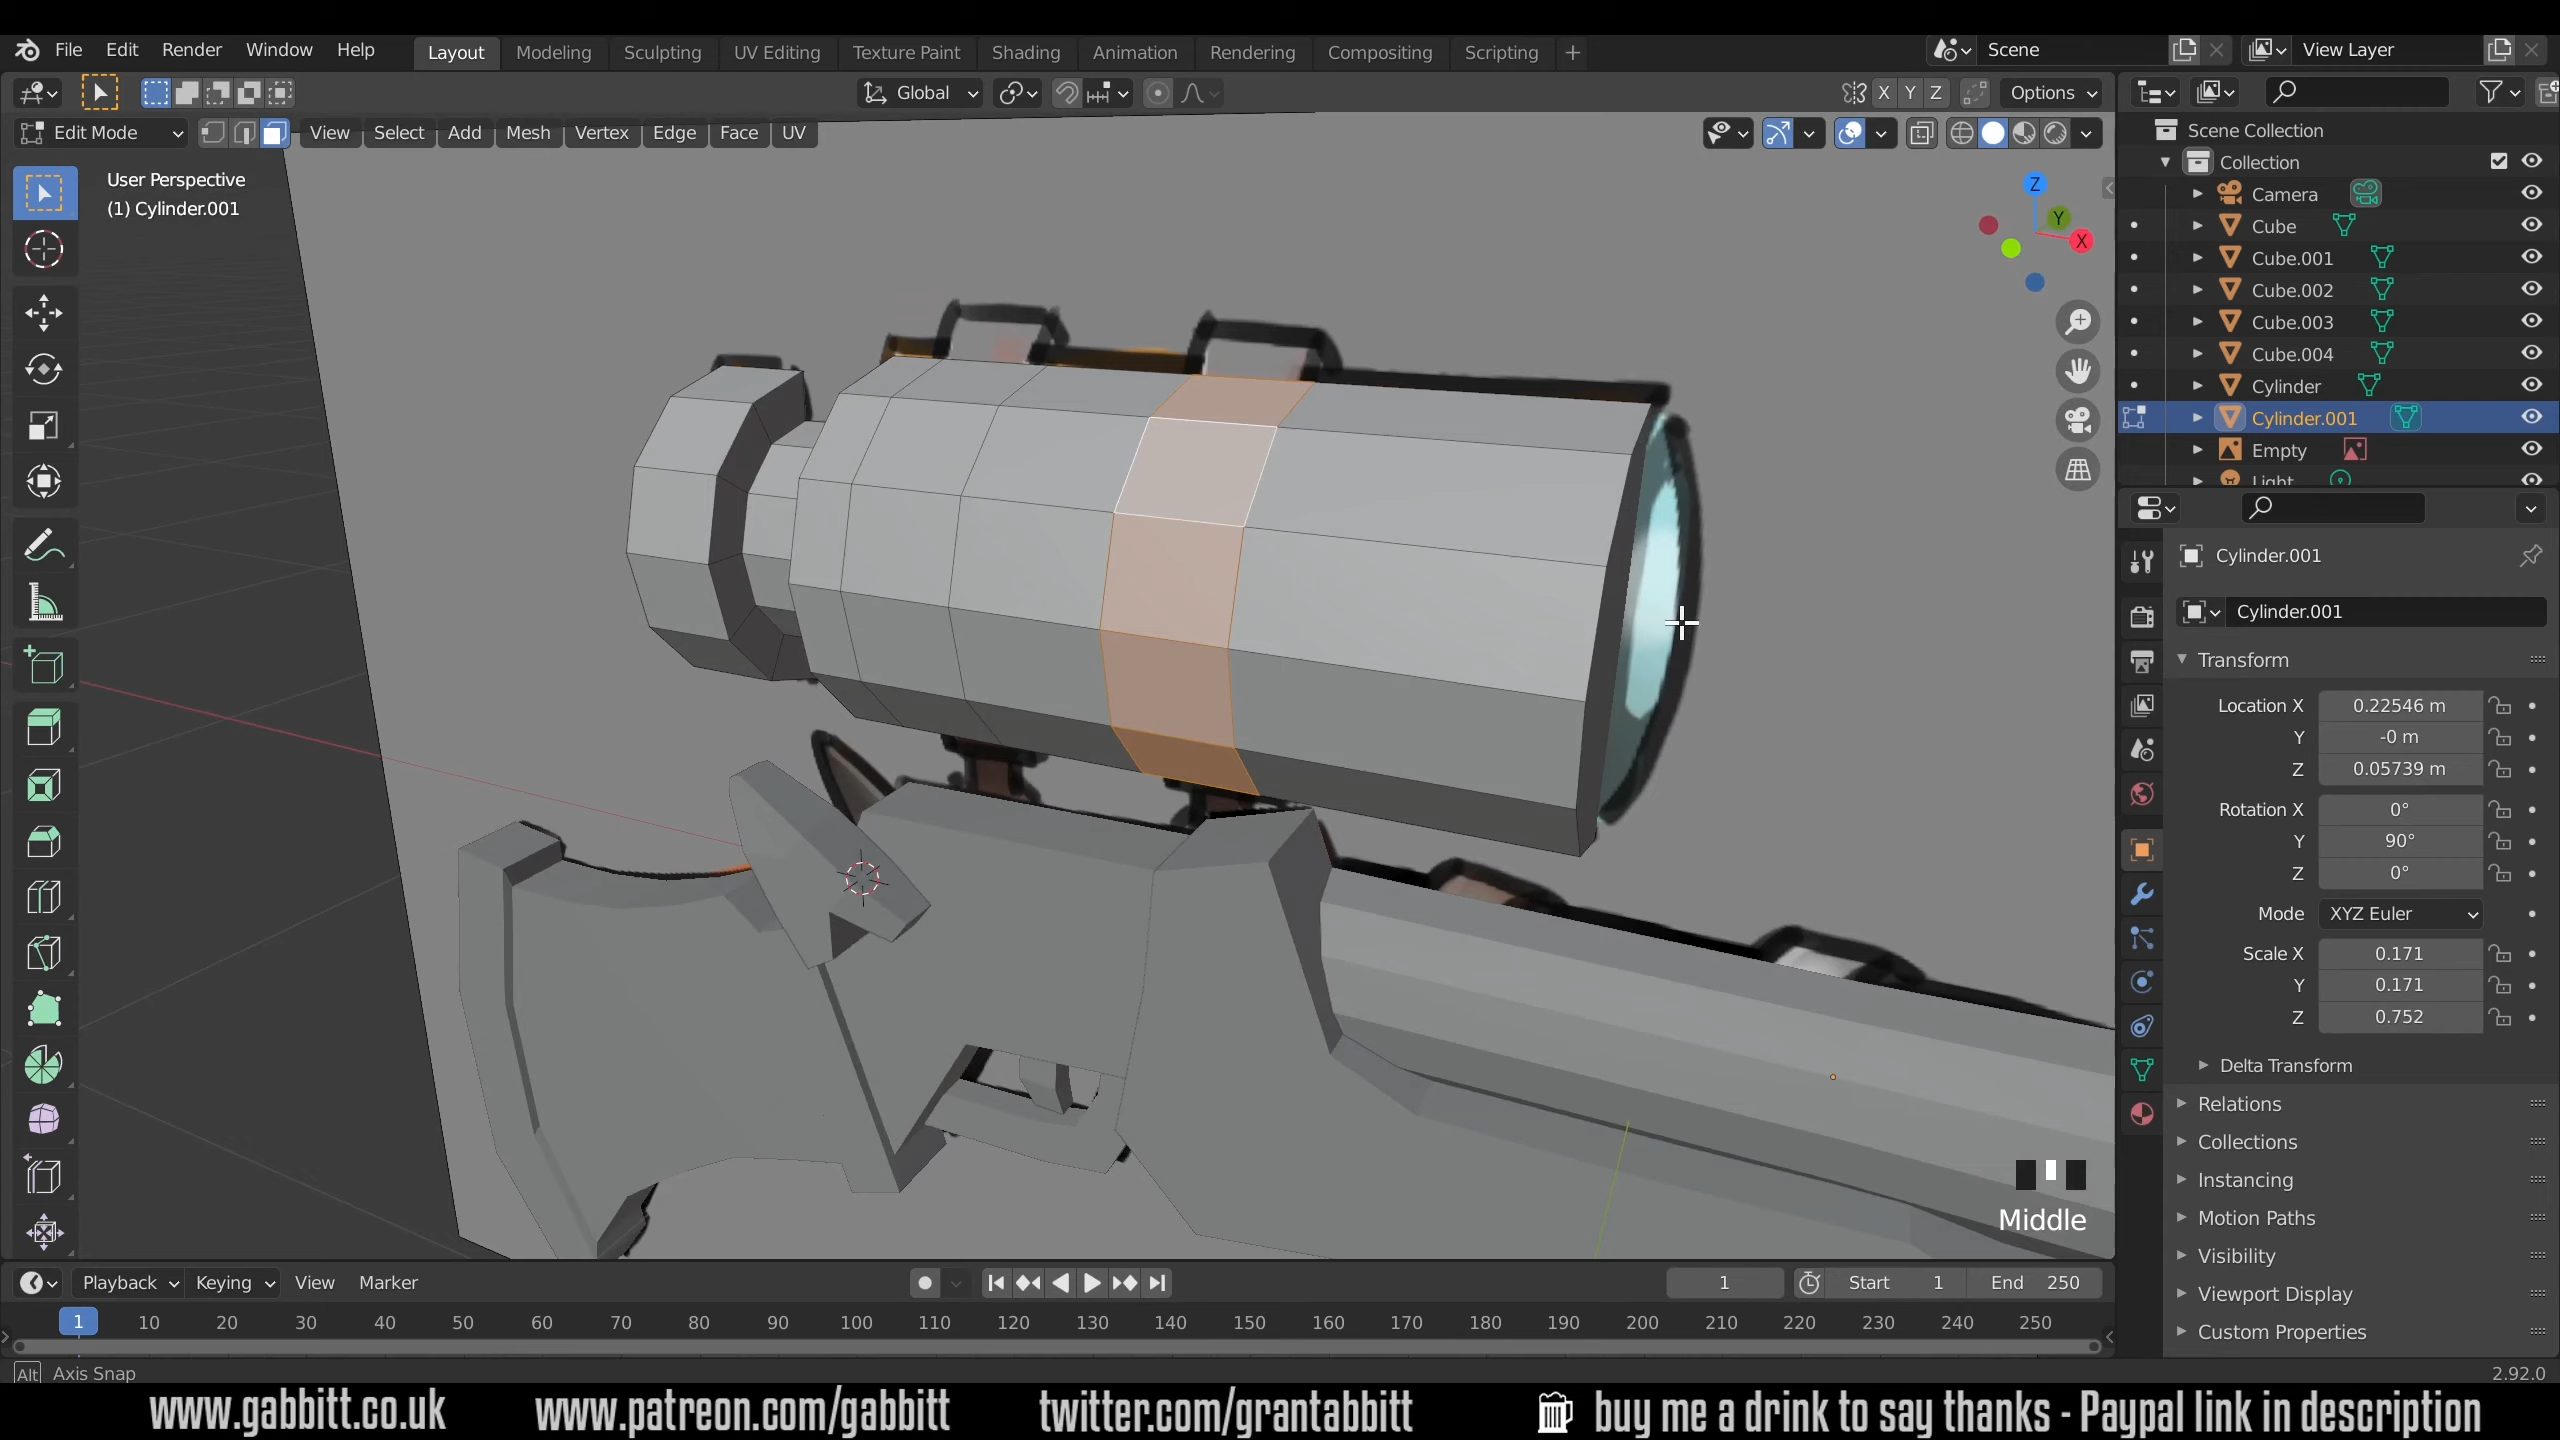 File Edit Render Window Help Layout Modeling Sculpting UV Editing Texture Paint Shading Animation Rendering Compositing Scripting + Scene View Layer
Global X Y Z Options
Edit Mode View Select Add Mesh Vertex Edge Face UV
User Perspective
(1) Cylinder.001
Z
Y
X
Scene Collection
Collection
Camera
Cube
Cube.001
Cube.002
Cube.003
Cube.004
Cylinder
Cylinder.001
Empty
Light
Cylinder.001
Cylinder.001
Transform
Location X 0.22546 m
Y -0 m
Z 0.05739 m
Rotation X 0°
Y 90°
Z 0°
Mode XYZ Euler
Scale X 0.171
Y 0.171
Z 0.752
Delta Transform
Relations
Collections
Instancing
Motion Paths
Visibility
Viewport Display
Custom Properties
Middle
Playback Keying View Marker 1 Start 1 End 250
1 10 20 30 40 50 60 70 80 90 100 110 120 130 140 150 160 170 180 190 200 210 220 230 240 250
Alt Axis Snap 2.92.0
www.gabbitt.co.uk www.patreon.com/gabbitt twitter.com/grantabbitt buy me a drink to say thanks - Paypal link in description